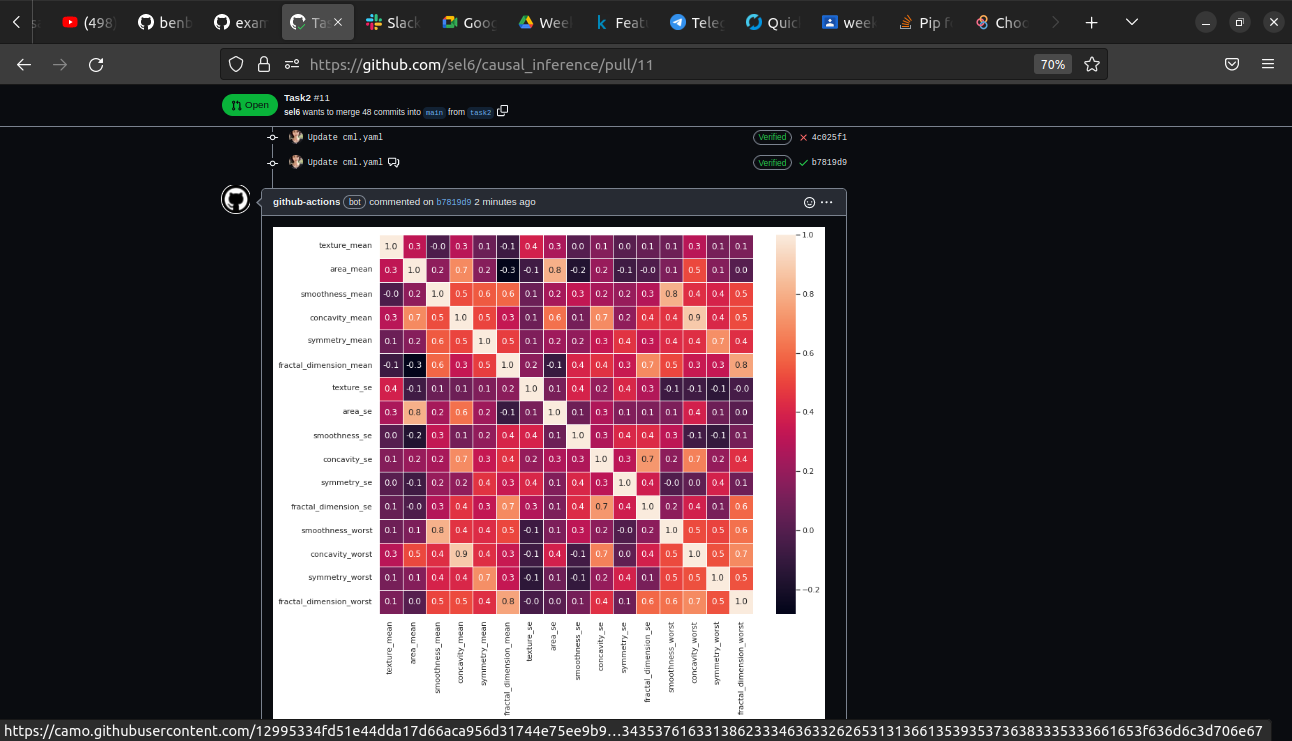 (498
benb
exam
Tas
Slack
Goog
Week
Featu
Teleg
Quic
week
Pip f
Choo
https://github.com/sel6/causal_inference/pull/11
70%
Open
Task2 #11
sel6 wants to merge 48 commits into main from task2
Update cml.yaml Verified 4c025f1
Update cml.yaml Verified b7819d9
github-actions bot commented on b7819d9 2 minutes ago
texture_mean 1.0 0.3 -0.0 0.3 0.1 -0.1 0.4 0.3 0.0 0.1 0.0 0.1 0.1 0.3 0.1 0.1
area_mean 0.3 1.0 0.2 0.7 0.2 -0.3 -0.1 0.8 -0.2 0.2 -0.1 -0.0 0.1 0.5 0.1 0.0
smoothness_mean -0.0 0.2 1.0 0.5 0.6 0.6 0.1 0.2 0.3 0.2 0.2 0.3 0.8 0.4 0.4 0.5
concavity_mean 0.3 0.7 0.5 1.0 0.5 0.3 0.1 0.6 0.1 0.7 0.2 0.4 0.4 0.9 0.4 0.5
symmetry_mean 0.1 0.2 0.6 0.5 1.0 0.5 0.1 0.2 0.2 0.3 0.4 0.3 0.4 0.4 0.7 0.4
fractal_dimension_mean -0.1 -0.3 0.6 0.3 0.5 1.0 0.2 -0.1 0.4 0.4 0.3 0.7 0.5 0.3 0.3 0.8
texture_se 0.4 -0.1 0.1 0.1 0.1 0.2 1.0 0.1 0.4 0.2 0.4 0.3 -0.1 -0.1 -0.1 -0.0
area_se 0.3 0.8 0.2 0.6 0.2 -0.1 0.1 1.0 0.1 0.3 0.1 0.1 0.1 0.4 0.1 0.0
smoothness_se 0.0 -0.2 0.3 0.1 0.2 0.4 0.4 0.1 1.0 0.3 0.4 0.4 0.3 -0.1 -0.1 0.1
concavity_se 0.1 0.2 0.2 0.7 0.3 0.4 0.2 0.3 0.3 1.0 0.3 0.7 0.2 0.7 0.2 0.4
symmetry_se 0.0 -0.1 0.2 0.2 0.4 0.3 0.4 0.1 0.4 0.3 1.0 0.4 -0.0 0.0 0.4 0.1
fractal_dimension_se 0.1 -0.0 0.3 0.4 0.3 0.7 0.3 0.1 0.4 0.7 0.4 1.0 0.2 0.4 0.1 0.6
smoothness_worst 0.1 0.1 0.8 0.4 0.4 0.5 -0.1 0.1 0.3 0.2 -0.0 0.2 1.0 0.5 0.5 0.6
concavity_worst 0.3 0.5 0.4 0.9 0.4 0.3 -0.1 0.4 -0.1 0.7 0.0 0.4 0.5 1.0 0.5 0.7
symmetry_worst 0.1 0.1 0.4 0.4 0.7 0.3 -0.1 0.1 -0.1 0.2 0.4 0.1 0.5 0.5 1.0 0.5
fractal_dimension_worst 0.1 0.0 0.5 0.5 0.4 0.8 -0.0 0.0 0.1 0.4 0.1 0.6 0.6 0.7 0.5 1.0
texture_mean
area_mean
smoothness_mean
concavity_mean
symmetry_mean
fractal_dimension_mean
texture_se
area_se
smoothness_se
concavity_se
symmetry_se
fractal_dimension_se
smoothness_worst
concavity_worst
symmetry_worst
fractal_dimension_worst
1.0
0.8
0.6
0.4
0.2
0.0
−0.2
https://camo.githubusercontent.com/12995334fd51e44dda17d66aca956d31744e75ee9b9…34353761633138623334636332626531313661353935373638333353336616​53f636d6c3d706e67